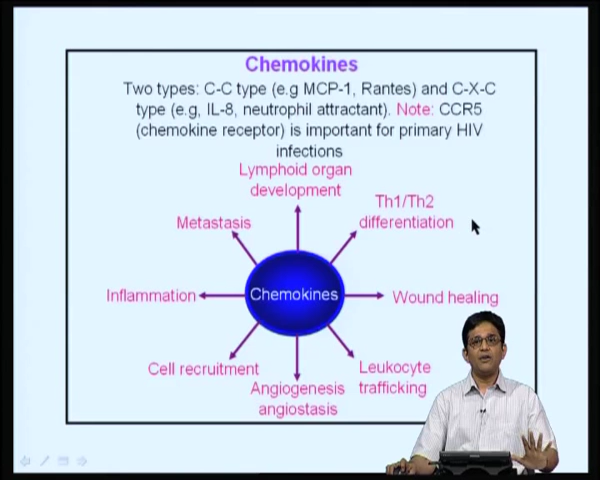 Chemokines
Two types: C-C type (e.g MCP-1, Rantes) and C-X-C
type (e.g, IL-8, neutrophil attractant). Note: CCR5
(chemokine receptor) is important for primary HIV
infections
Lymphoid organ
development
Th1/Th2
differentiation
Metastasis
Inflammation
Chemokines
Wound healing
Cell recruitment
Leukocyte
trafficking
Angiogenesis
angiostasis